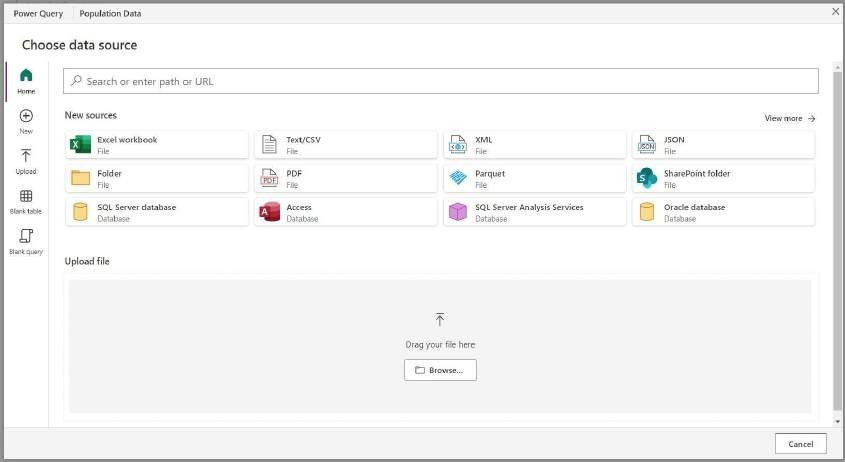 Power Query Population Data
Choose data source
Home
New
Upload
Blank table
Blank query
Search or enter path or URL
New sources
View more
Excel workbook
File
Text/CSV
File
XML
File
JSON
File
Folder
File
PDF
File
Parquet
File
SharePoint folder
File
SQL Server database
Database
Access
Database
SQL Server Analysis Services
Database
Oracle database
Database
Upload file
Drag your file here
Browse...
Cancel